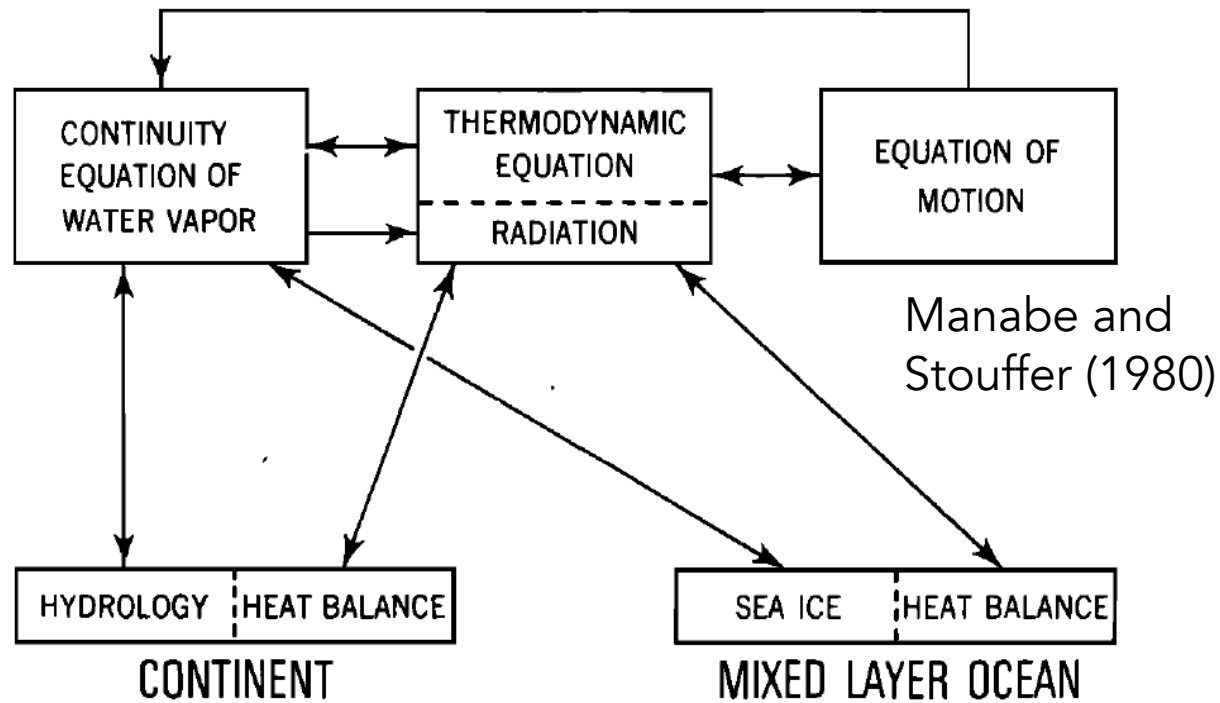 CONTINUITY
EQUATION OF
WATER VAPOR
THERMODYNAMIC
EQUATION
RADIATION
EQUATION OF
MOTION
Manabe and
Stouffer (1980)
HYDROLOGY
HEAT BALANCE
CONTINENT
SEA ICE
HEAT BALANCE
MIXED LAYER OCEAN